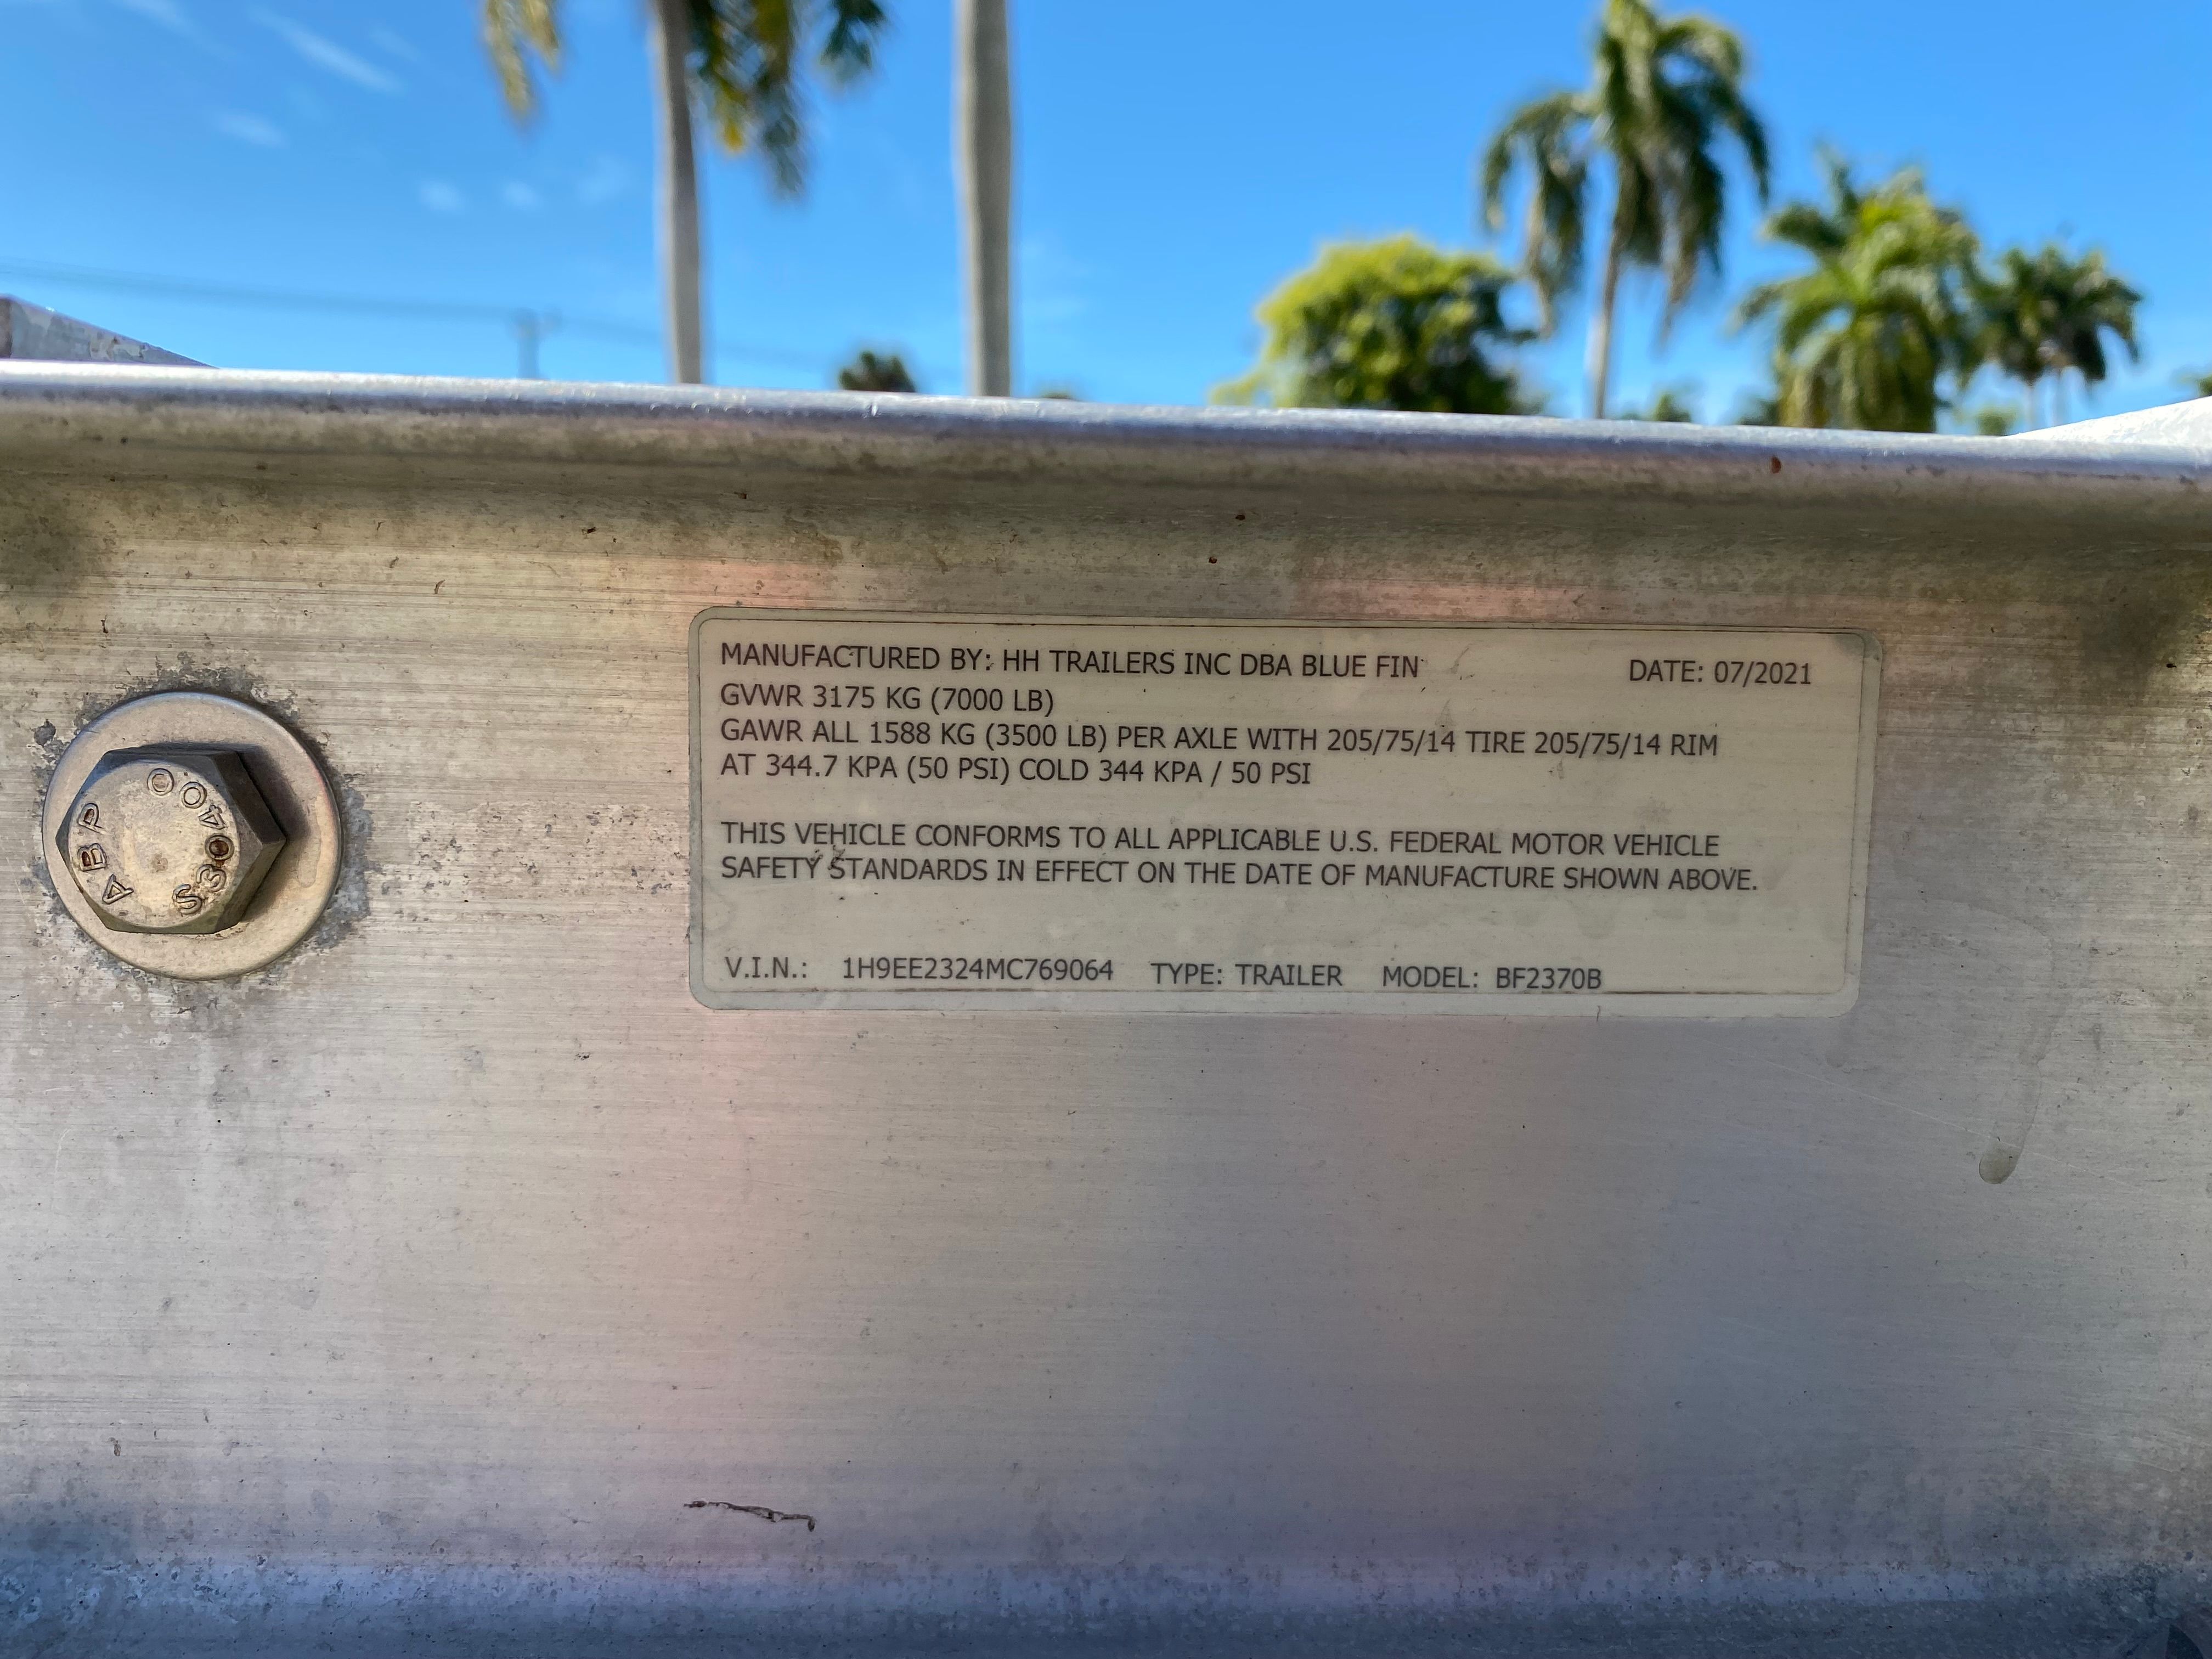 MANUFACTURED BY: HH TRAILERS INC DBA BLUE FIN DATE: 07/2021
GVWR 3175 KG (7000 LB)
GAWR ALL 1588 KG (3500 LB) PER AXLE WITH 205/75/14 TIRE 205/75/14 RIM
AT 344.7 KPA (50 PSI) COLD 344 KPA / 50 PSI
THIS VEHICLE CONFORMS TO ALL APPLICABLE U.S. FEDERAL MOTOR VEHICLE
SAFETY STANDARDS IN EFFECT ON THE DATE OF MANUFACTURE SHOWN ABOVE.
V.I.N.: 1H9EE2324MC769064 TYPE: TRAILER MODEL: BF2370B
ABP
S30400